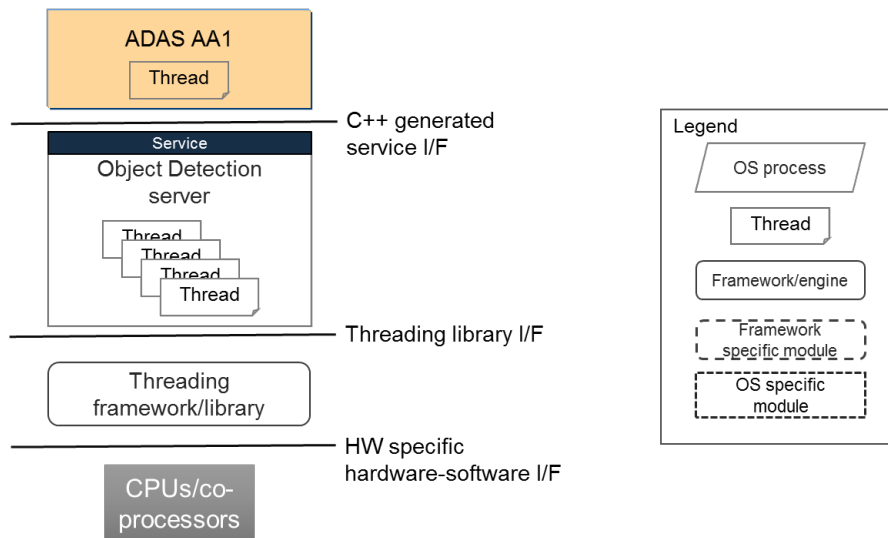 ADAS AA1
Thread
C++ generated
service I/F
Service
Object Detection
server
Thread
Thread
Thread
Thread
Threading library I/F
Threading
framework/library
HW specific
hardware-software I/F
CPUs/co-
processors
Legend
OS process
Thread
Framework/engine
Framework
specific module
OS specific
module